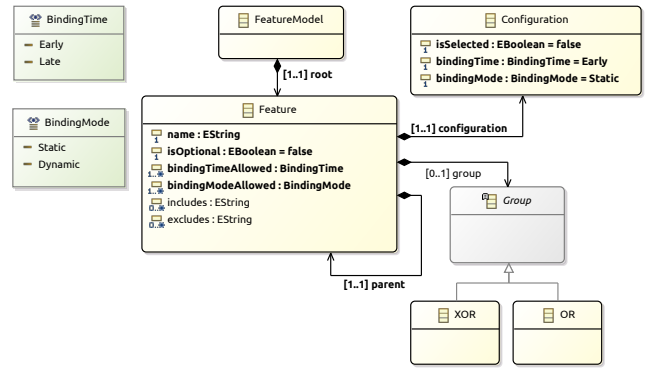 BindingTime
Early
Late
FeatureModel
Configuration
isSelected : EBoolean = false
bindingTime : BindingTime = Early
bindingMode : BindingMode = Static
[1..1] root
BindingMode
Static
Dynamic
Feature
name : EString
isOptional : EBoolean = false
bindingTimeAllowed : BindingTime
bindingModeAllowed : BindingMode
includes : EString
excludes : EString
[1..1] configuration
[0..1] group
Group
[1..1] parent
XOR
OR